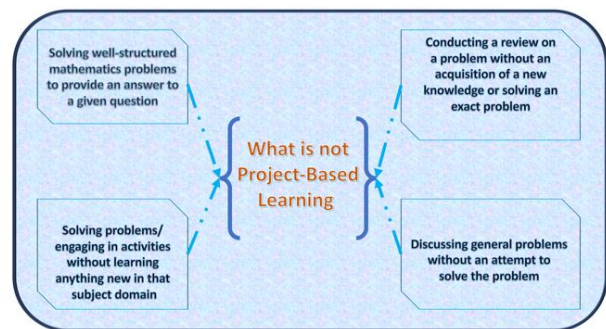 Solving well-structured
mathematics problems
to provide an answer to
a given question
Conducting a review on
a problem without an
acquisition of a new
knowledge or solving an
exact problem
What is not
Project-Based
Learning
Solving problems/
engaging in activities
without learning
anything new in that
subject domain
Discussing general problems
without an attempt to
solve the problem